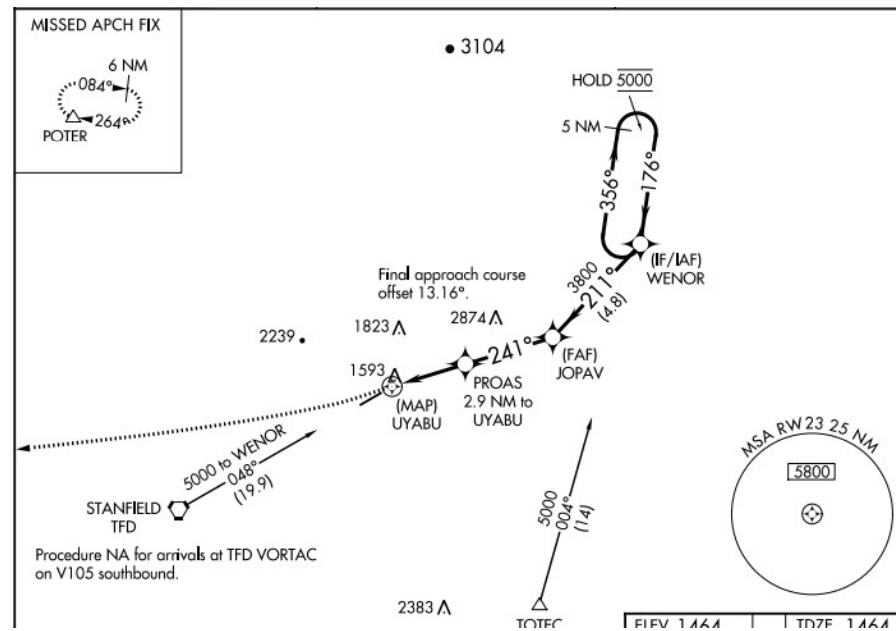 MISSED APCH FIX
6 NM
084°
264°
POTER
3104
HOLD 5000
5 NM
356°
176°
(IF/IAF)
WENOR
Final approach course
offset 13.16°.
3800
211°
(4.8)
2239
1823
2874
241°
(FAF)
JOPAV
1593
PROAS
2.9 NM to
UYABU
(MAP)
UYABU
5000 to WENOR
048°
(19.9)
STANFIELD
TFD
Procedure NA for arrivals at TFD VORTAC
on V105 southbound.
5000
004°
(14)
MSA RW23 25 NM
5800
2383
TOTEC
ELEV 1464
TDZE 1464